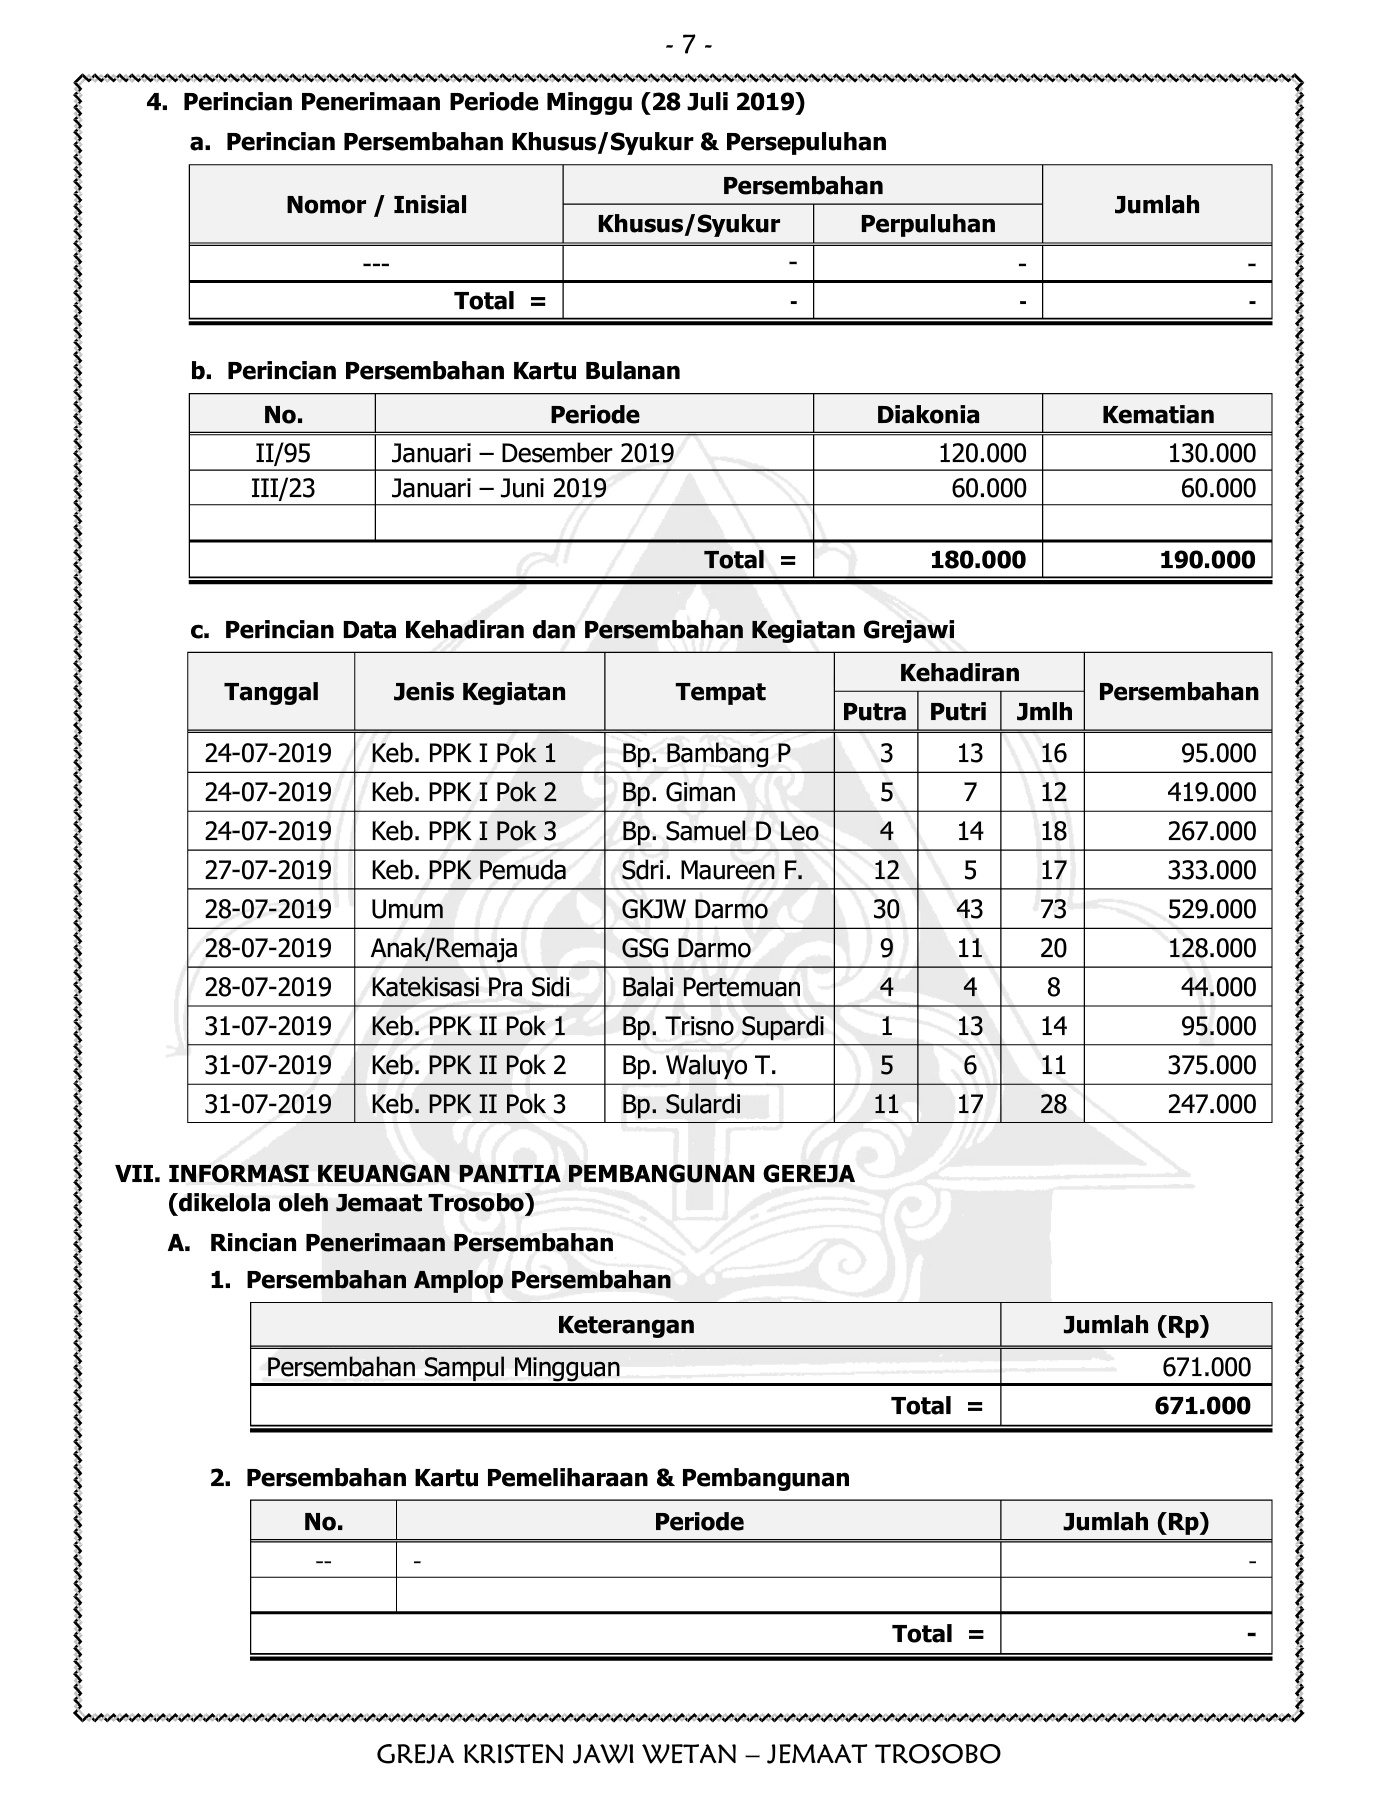 - 7 -
4. Perincian Penerimaan Periode Minggu (28 Juli 2019)
a. Perincian Persembahan Khusus/Syukur & Persepuluhan
Nomor / Inisial Persembahan Jumlah
Khusus/Syukur Perpuluhan
--- - - -
Total = - - -
b. Perincian Persembahan Kartu Bulanan
No. Periode Diakonia Kematian
II/95 Januari – Desember 2019 120.000 130.000
III/23 Januari – Juni 2019 60.000 60.000
Total = 180.000 190.000
c. Perincian Data Kehadiran dan Persembahan Kegiatan Grejawi
Tanggal Jenis Kegiatan Tempat Kehadiran Persembahan
Putra Putri Jmlh
24-07-2019 Keb. PPK I Pok 1 Bp. Bambang P 3 13 16 95.000
24-07-2019 Keb. PPK I Pok 2 Bp. Giman 5 7 12 419.000
24-07-2019 Keb. PPK I Pok 3 Bp. Samuel D Leo 4 14 18 267.000
27-07-2019 Keb. PPK Pemuda Sdri. Maureen F. 12 5 17 333.000
28-07-2019 Umum GKJW Darmo 30 43 73 529.000
28-07-2019 Anak/Remaja GSG Darmo 9 11 20 128.000
28-07-2019 Katekisasi Pra Sidi Balai Pertemuan 4 4 8 44.000
31-07-2019 Keb. PPK II Pok 1 Bp. Trisno Supardi 1 13 14 95.000
31-07-2019 Keb. PPK II Pok 2 Bp. Waluyo T. 5 6 11 375.000
31-07-2019 Keb. PPK II Pok 3 Bp. Sulardi 11 17 28 247.000
VII. INFORMASI KEUANGAN PANITIA PEMBANGUNAN GEREJA
(dikelola oleh Jemaat Trosobo)
A. Rincian Penerimaan Persembahan
1. Persembahan Amplop Persembahan
Keterangan Jumlah (Rp)
Persembahan Sampul Mingguan 671.000
Total = 671.000
2. Persembahan Kartu Pemeliharaan & Pembangunan
No. Periode Jumlah (Rp)
-- - -
Total = -
GREJA KRISTEN JAWI WETAN – JEMAAT TROSOBO